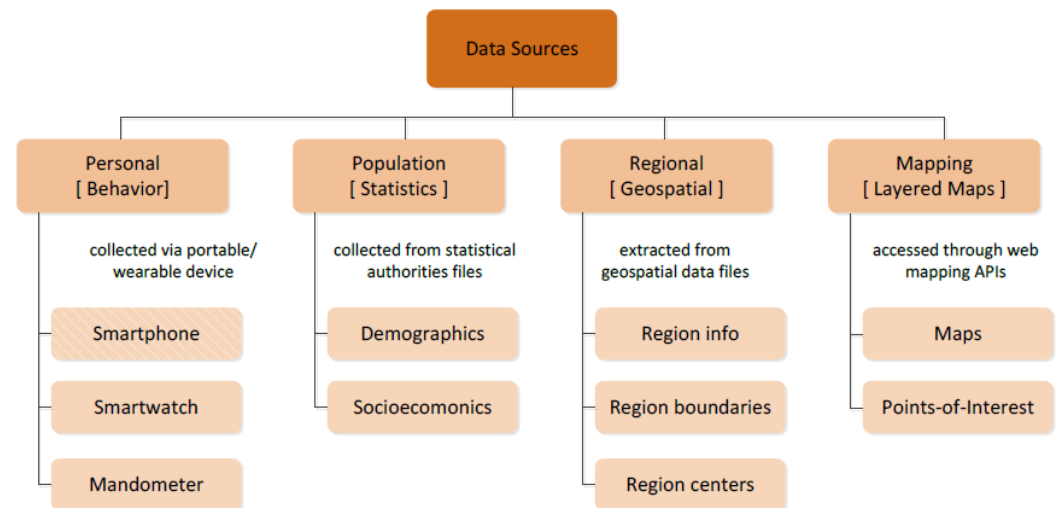 Data Sources
Personal
[ Behavior]
Population
[ Statistics ]
Regional
[ Geospatial ]
Mapping
[ Layered Maps ]
collected via portable/
wearable device
collected from statistical
authorities files
extracted from
geospatial data files
accessed through web
mapping APIs
Smartphone
Demographics
Region info
Maps
Smartwatch
Socioecomonics
Region boundaries
Points-of-Interest
Mandometer
Region centers